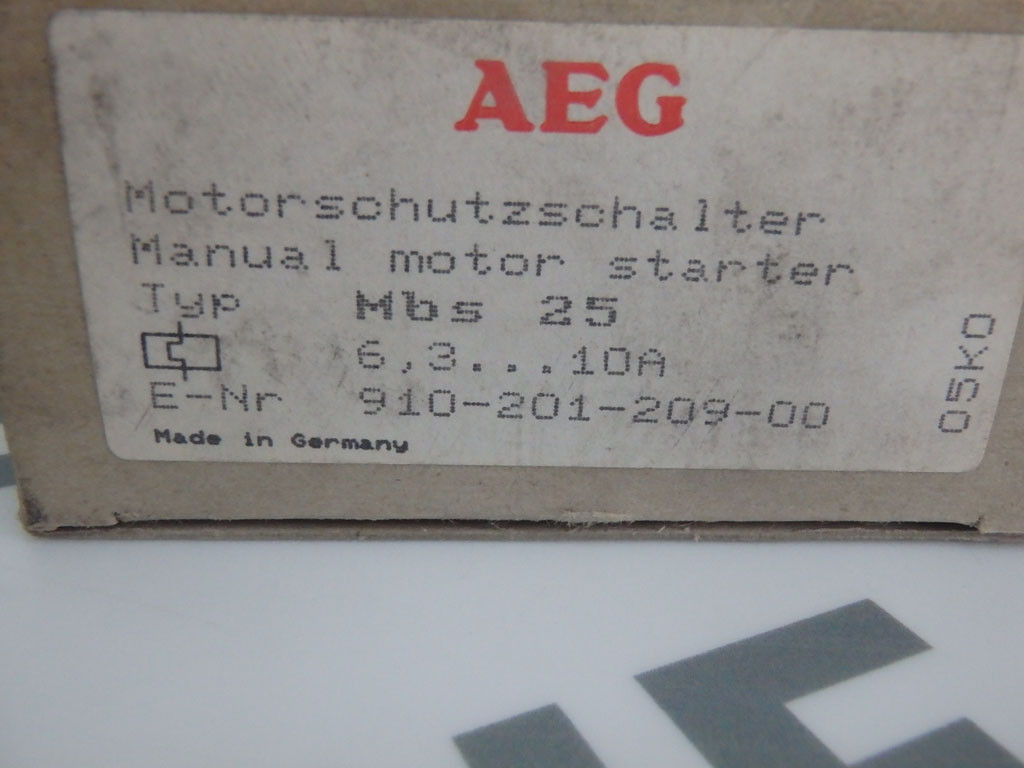 AEG
Motorschutzschalter
Manual motor starter
Typ Mbs 25
6,3...10A
E-Nr 910-201-209-00
Made in Germany
05K0